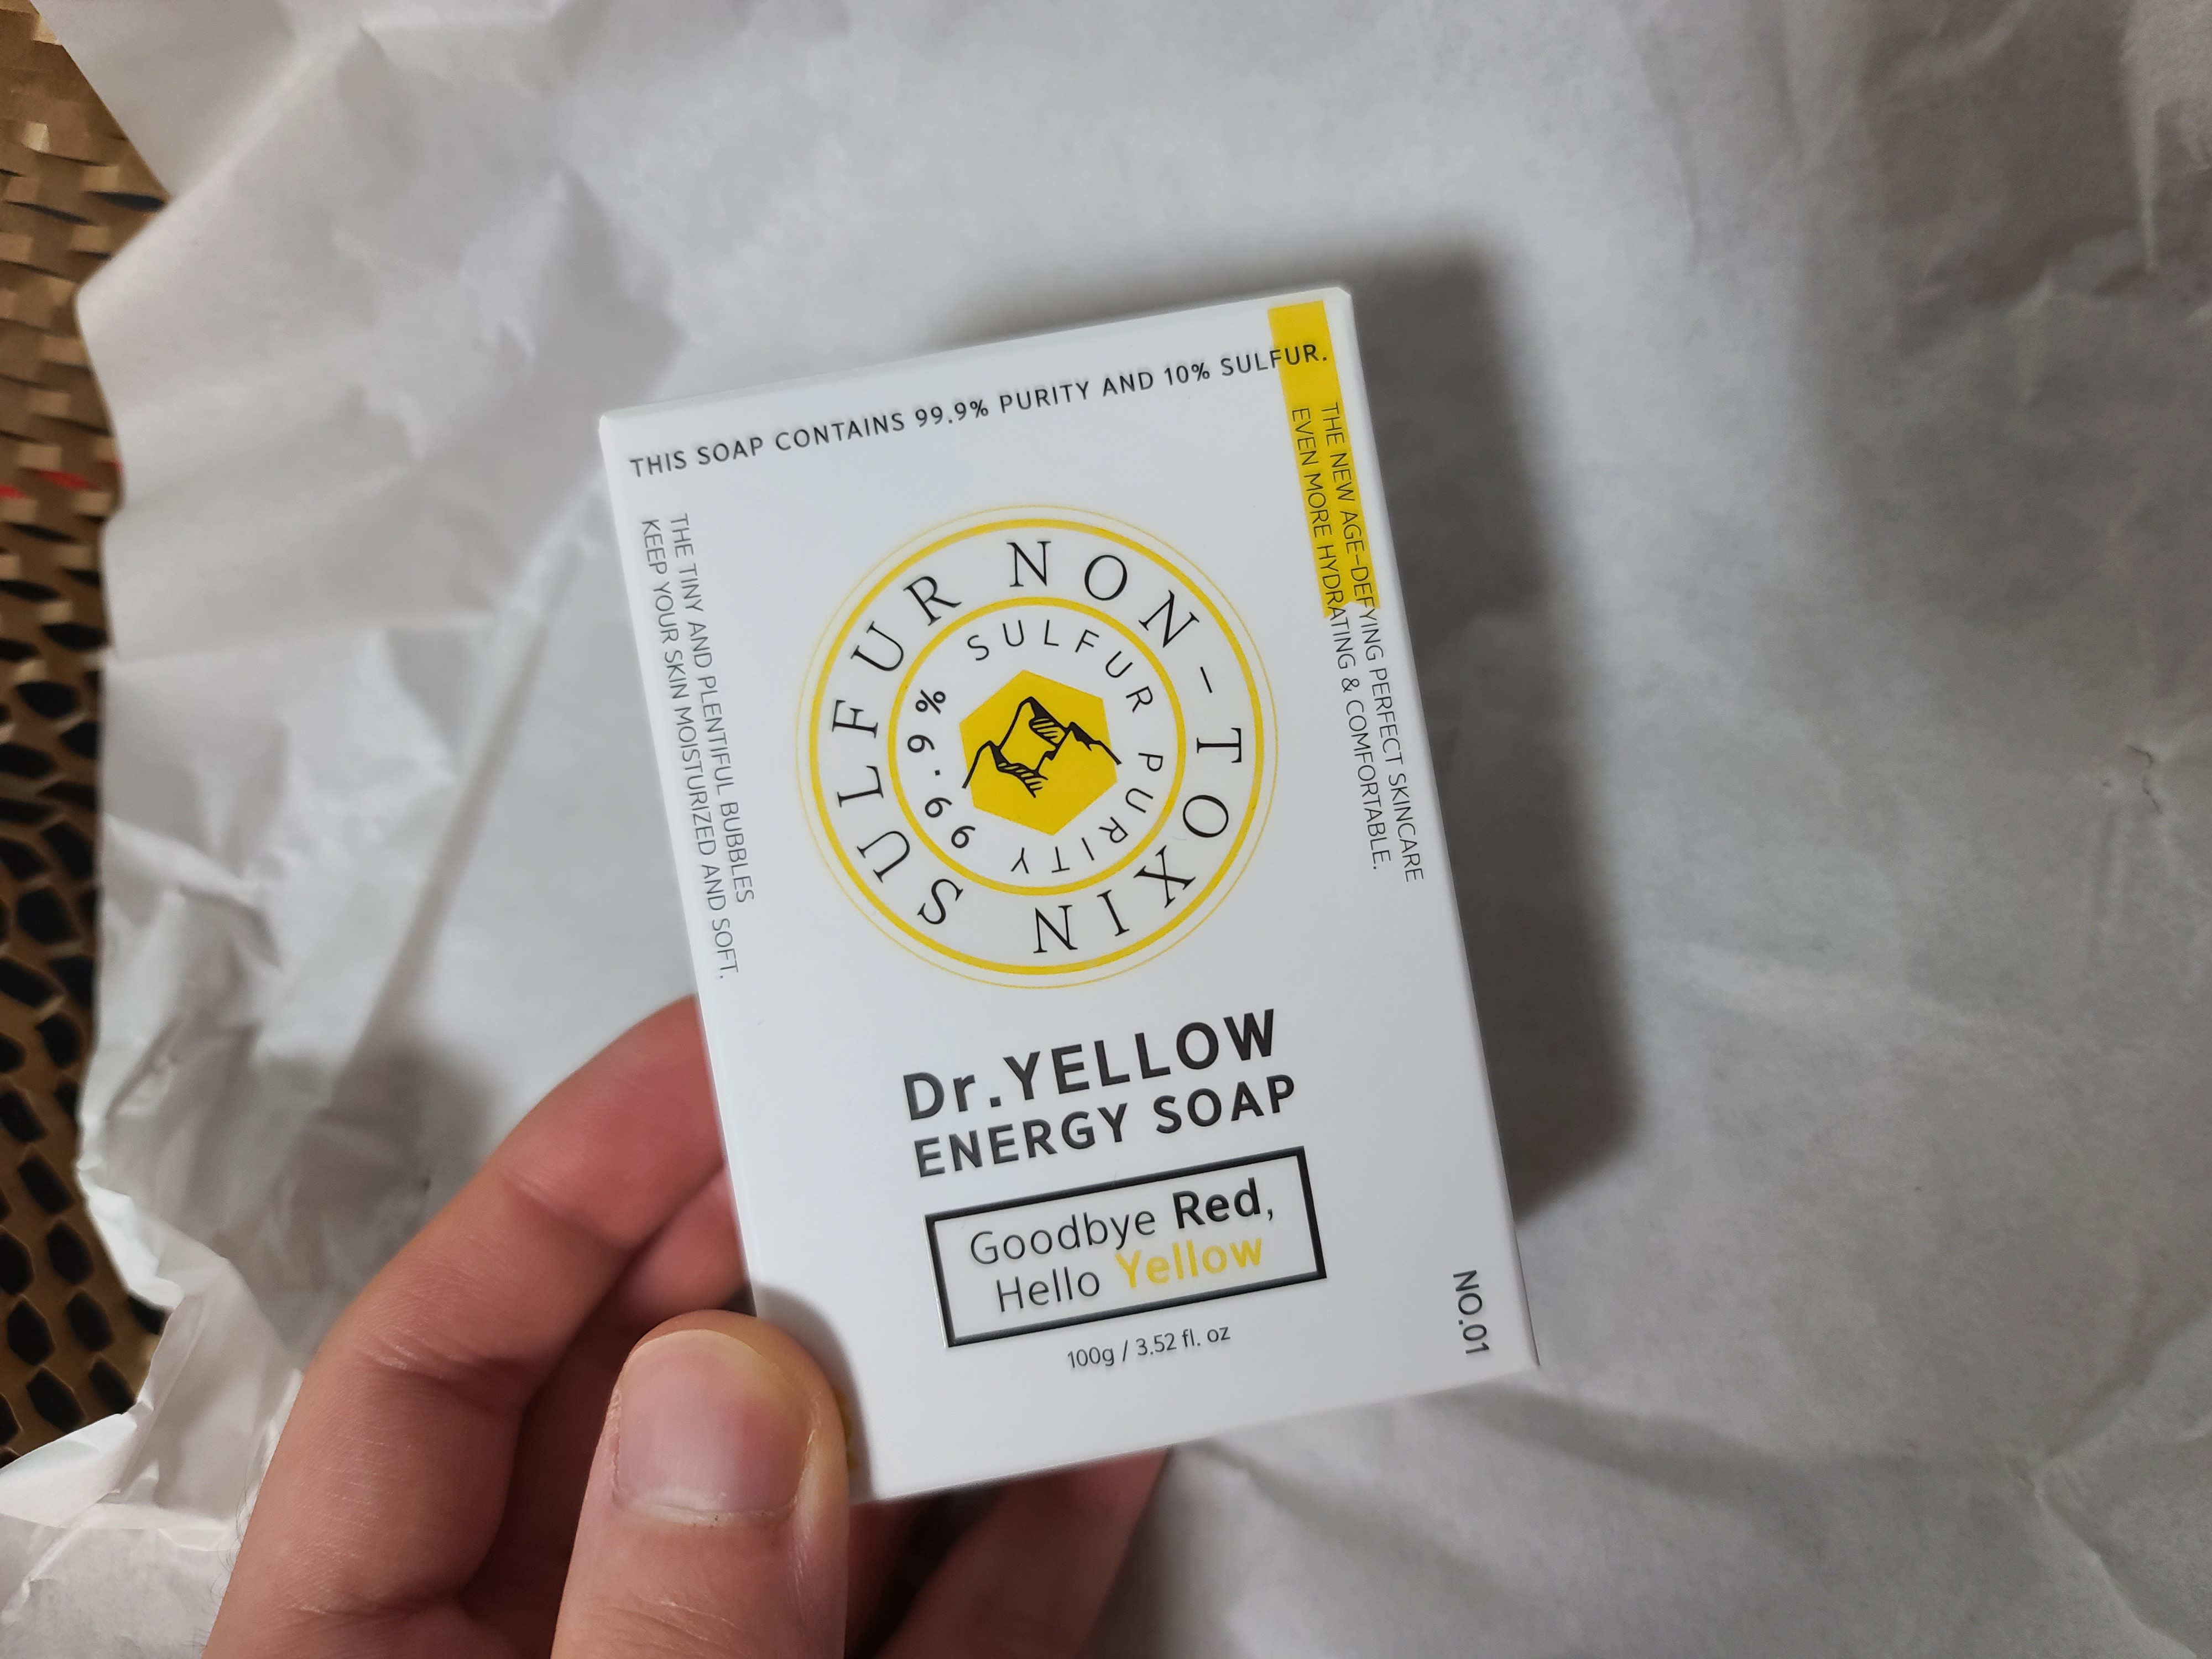 THIS SOAP CONTAINS 99.9% PURITY AND 10% SULFUR.
THE NEW AGE-DEFYING PERFECT SKINCARE
EVEN MORE HYDRATING & COMFORTABLE.
THE TINY AND PLENTIFUL BUBBLES
KEEP YOUR SKIN MOISTURIZED AND SOFT.
NON-TOXIN SULFUR
SULFUR PURITY 99.9%
Dr.YELLOW
ENERGY SOAP
Goodbye Red,
Hello Yellow
100g / 3.52 fl. oz
NO.01